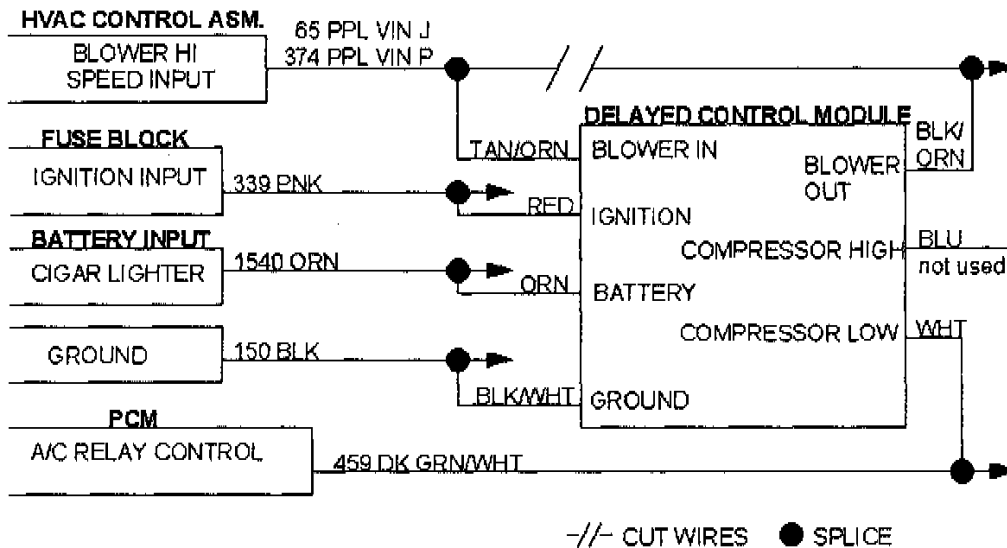 HVAC CONTROL ASM.
BLOWER HI
SPEED INPUT
65 PPL VIN J
374 PPL VIN P
FUSE BLOCK
IGNITION INPUT
339 PNK
BATTERY INPUT
CIGAR LIGHTER
1540 ORN
GROUND
150 BLK
PCM
A/C RELAY CONTROL
459 DK GRN/WHT
DELAYED CONTROL MODULE
TAN/ORN
BLOWER IN
RED
IGNITION
ORN
BATTERY
BLK/WHT
GROUND
BLOWER
OUT
BLK/
ORN
COMPRESSOR HIGH
BLU
not used
COMPRESSOR LOW
WHT
-//- CUT WIRES
SPLICE